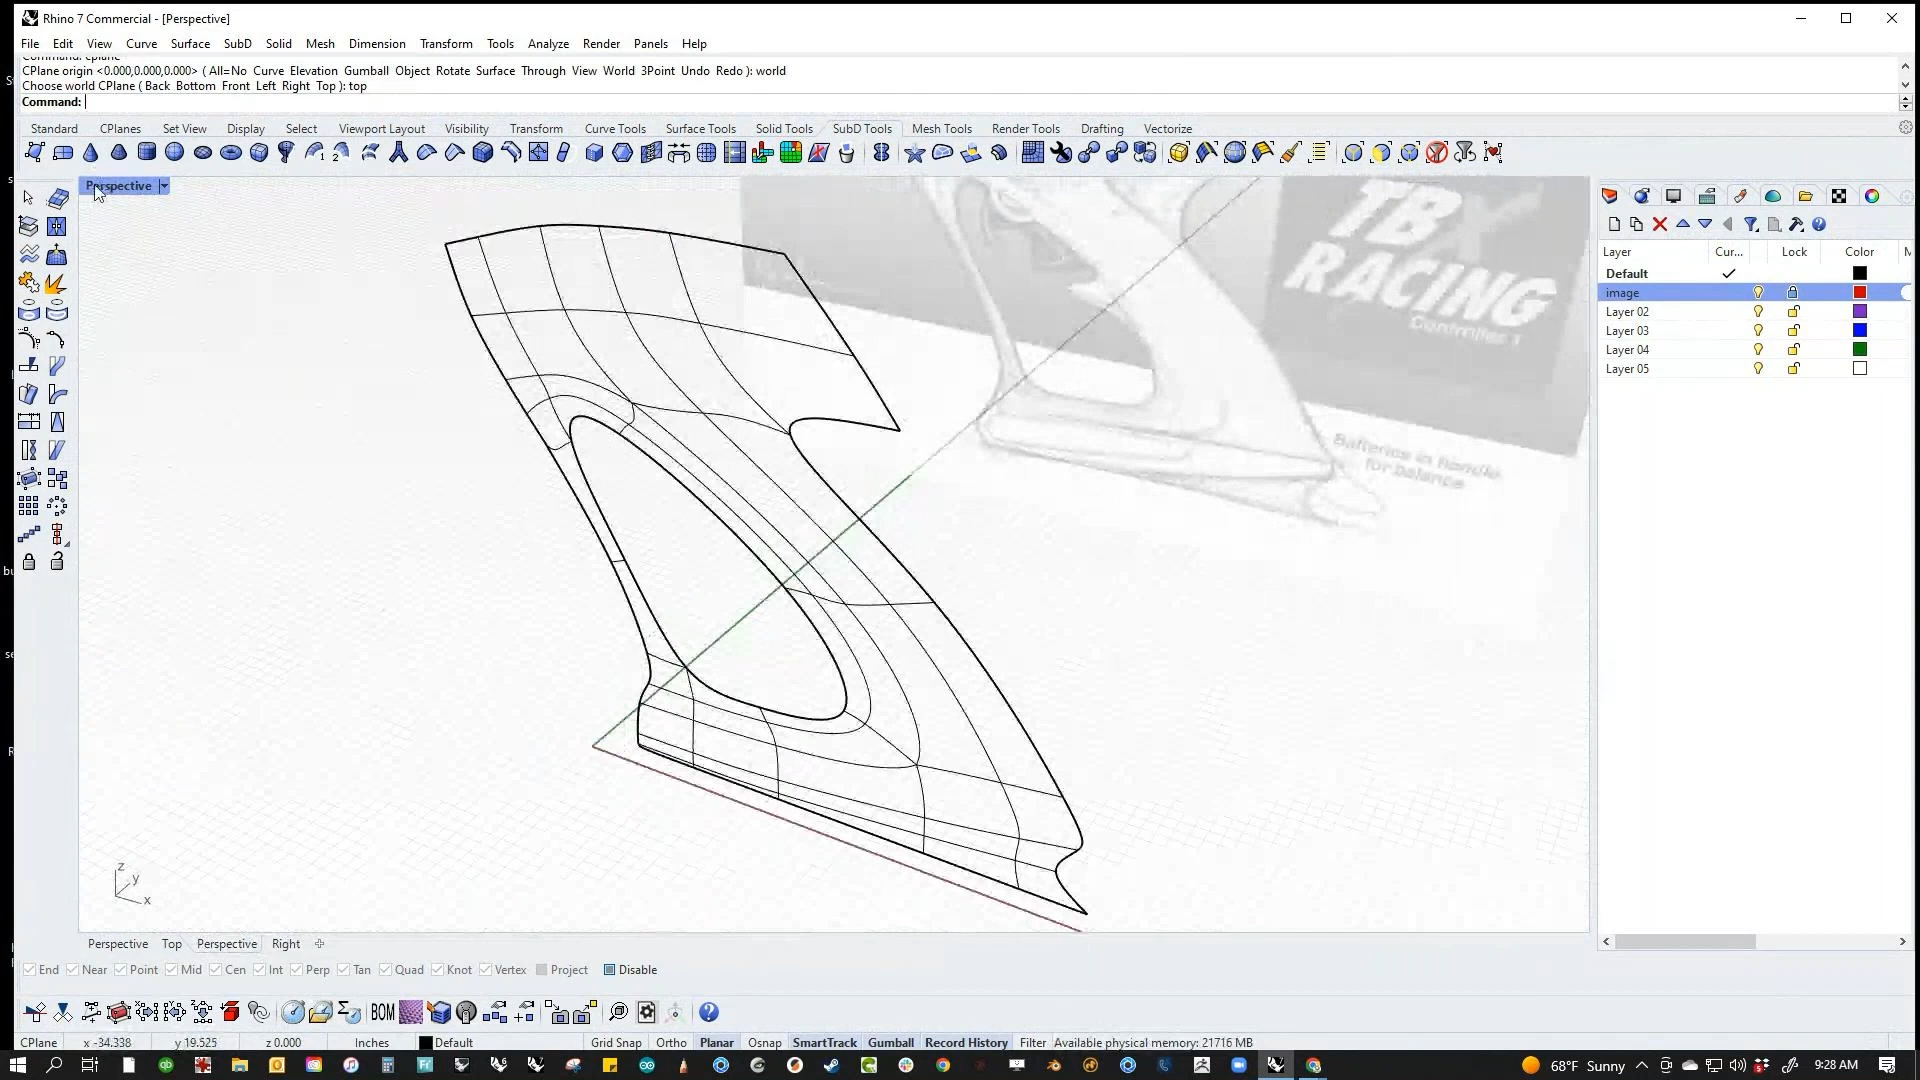 Rhino 7 Commercial - [Perspective]
File Edit View Curve Surface SubD Solid Mesh Dimension Transform Tools Analyze Render Panels Help
CPlane origin <0.000,0.000,0.000> ( All=No Curve Elevation Gumball Object Rotate Surface Through View World 3Point Undo Redo ): world
Choose world CPlane ( Back Bottom Front Left Right Top ): top
Command:
Standard CPlanes Set View Display Select Viewport Layout Visibility Transform Curve Tools Surface Tools Solid Tools SubD Tools Mesh Tools Render Tools Drafting Vectorize
Perspective
TBX
RACING
Controller 1
Batteries in handle
for balance
Layer Cur... Lock Color M
Default
image
Layer 02
Layer 03
Layer 04
Layer 05
z
y
x
Perspective Top Perspective Right
End Near Point Mid Cen Int Perp Tan Quad Knot Vertex Project Disable
BOM
CPlane x -34.338 y 19.525 z 0.000 Inches Default Grid Snap Ortho Planar Osnap SmartTrack Gumball Record History Filter Available physical memory: 21716 MB
68°F Sunny 9:28 AM